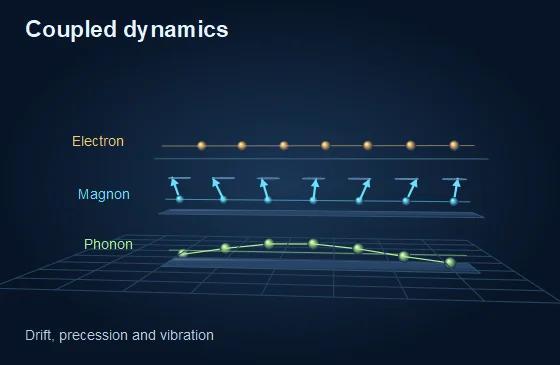 Coupled dynamics
Electron
Magnon
Phonon
Drift, precession and vibration